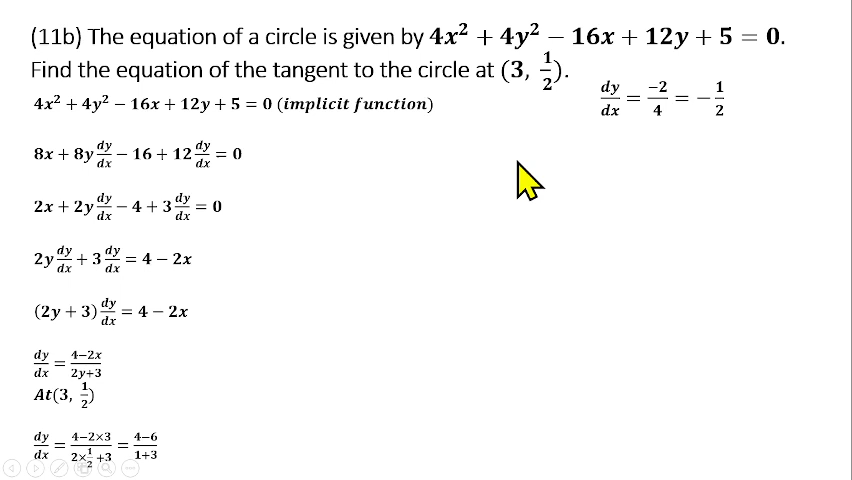 (11b) The equation of a circle is given by 4x² + 4y² − 16x + 12y + 5 = 0.
Find the equation of the tangent to the circle at (3, 1/2).
4x² + 4y² − 16x + 12y + 5 = 0 (implicit function)
8x + 8y dy/dx − 16 + 12 dy/dx = 0
2x + 2y dy/dx − 4 + 3 dy/dx = 0
2y dy/dx + 3 dy/dx = 4 − 2x
(2y + 3) dy/dx = 4 − 2x
dy/dx = 4−2x/2y+3
At(3, 1/2)
dy/dx = 4−2×3/2×1/2+3 = 4−6/1+3
dy/dx = −2/4 = −1/2